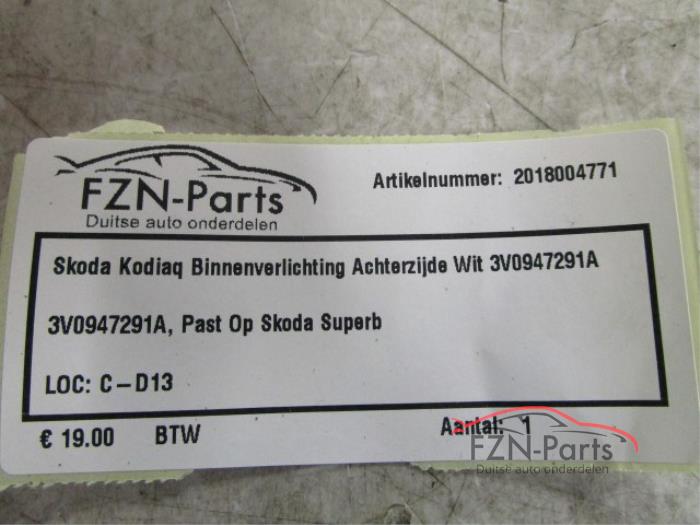 FZN-Parts
Duitse auto onderdelen
Artikelnummer: 2018004771
Skoda Kodiaq Binnenverlichting Achterzijde Wit 3V0947291A
3V0947291A, Past Op Skoda Superb
LOC: C-D13
€ 19.00 BTW Aantal: 1
FZN-Parts
Duitse auto onderdelen